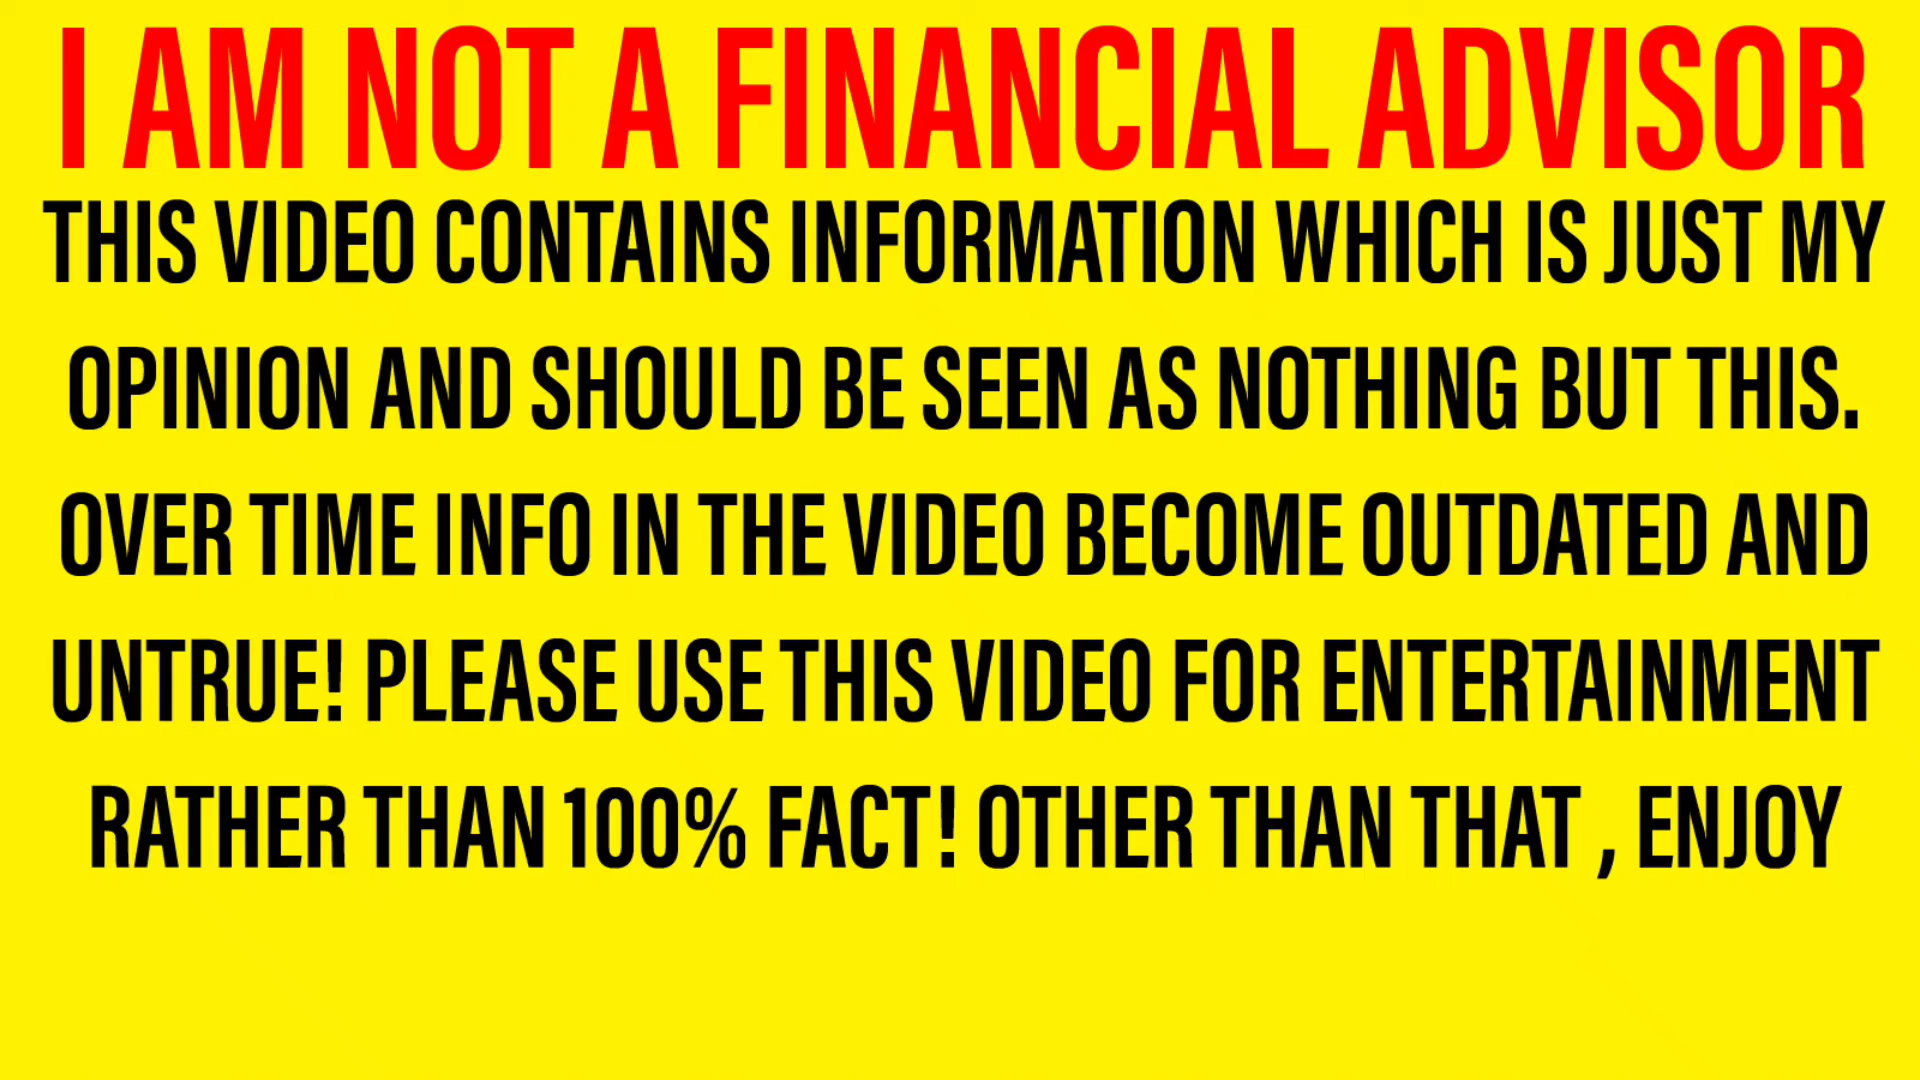 I AM NOT A FINANCIAL ADVISOR
THIS VIDEO CONTAINS INFORMATION WHICH IS JUST MY
OPINION AND SHOULD BE SEEN AS NOTHING BUT THIS.
OVER TIME INFO IN THE VIDEO BECOME OUTDATED AND
UNTRUE! PLEASE USE THIS VIDEO FOR ENTERTAINMENT
RATHER THAN 100% FACT! OTHER THAN THAT , ENJOY